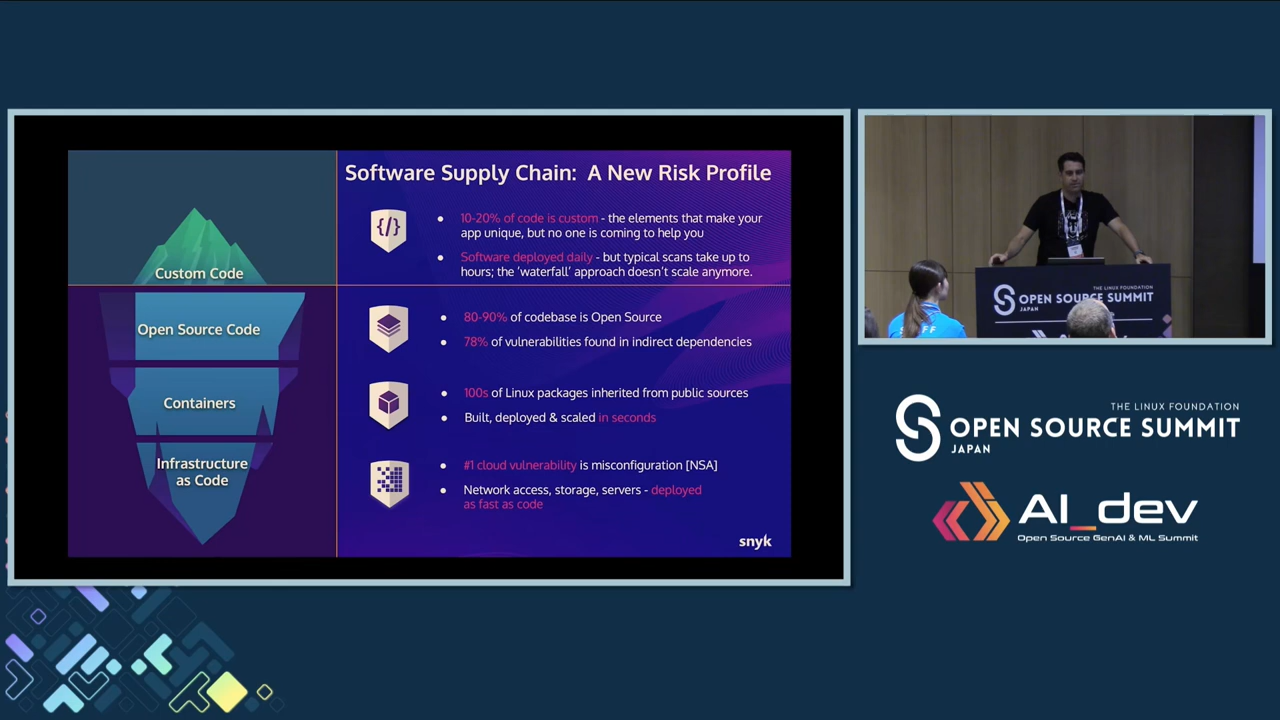 Software Supply Chain: A New Risk Profile
Custom Code
Open Source Code
Containers
Infrastructure
as Code
{/}
● 10-20% of code is custom - the elements that make your
app unique, but no one is coming to help you
● Software deployed daily - but typical scans take up to
hours; the 'waterfall' approach doesn't scale anymore.
● 80-90% of codebase is Open Source
● 78% of vulnerabilities found in indirect dependencies
● 100s of Linux packages inherited from public sources
● Built, deployed & scaled in seconds
● #1 cloud vulnerability is misconfiguration [NSA]
● Network access, storage, servers - deployed
as fast as code
snyk
THE LINUX FOUNDATION
OPEN SOURCE SUMMIT
JAPAN
STAFF
THE LINUX FOUNDATION
OPEN SOURCE SUMMIT
JAPAN
AI_dev
Open Source GenAI & ML Summit